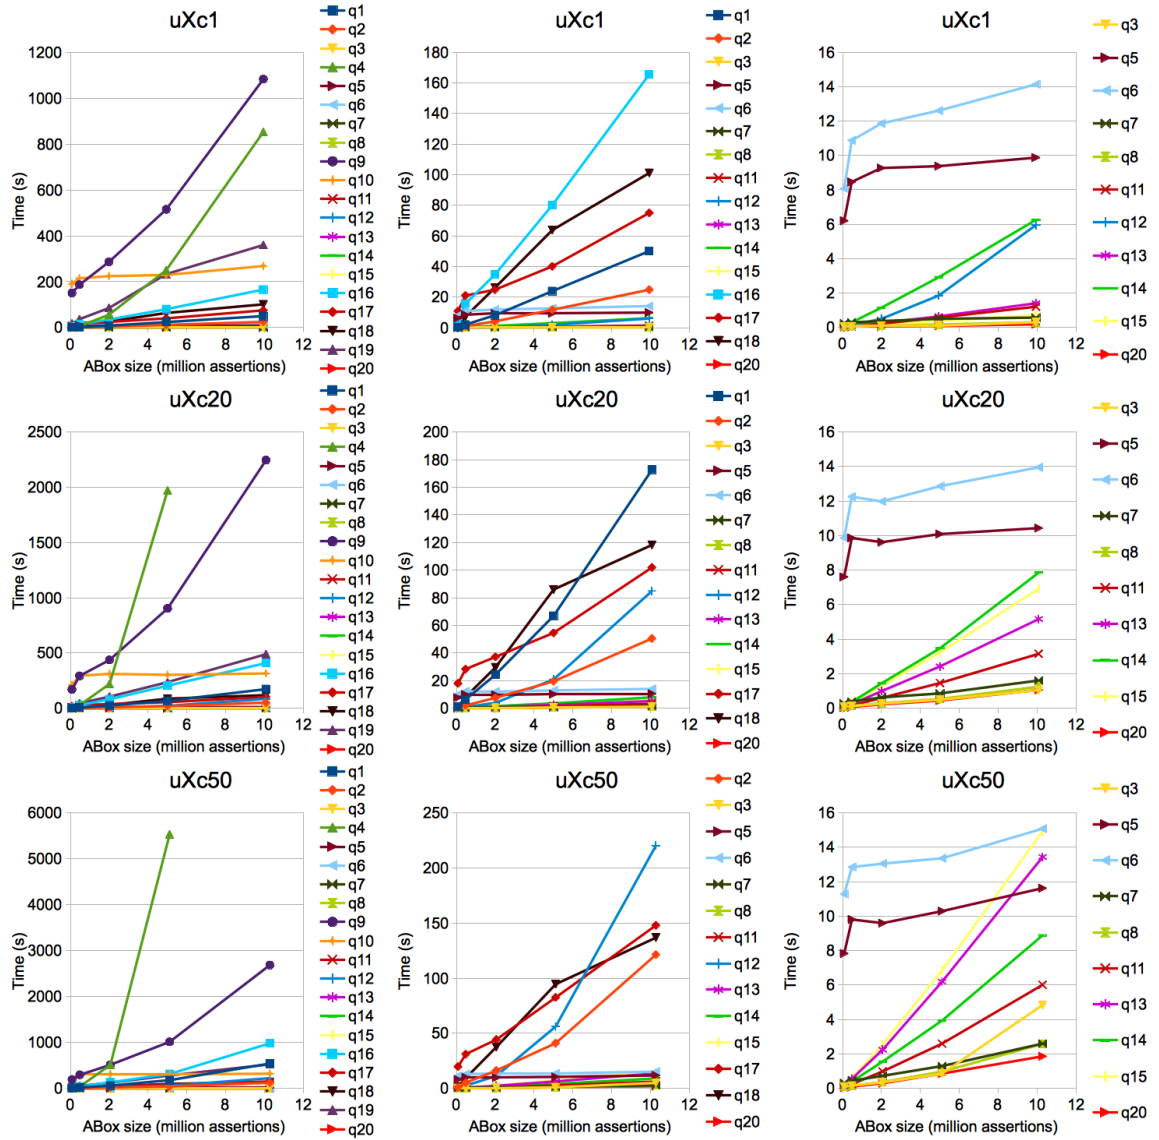 uXc1
Time (s)
1200
1000
800
600
400
200
0
0 2 4 6 8 10 12
ABox size (million assertions)
q1
q2
q3
q4
q5
q6
q7
q8
q9
q10
q11
q12
q13
q14
q15
q16
q17
q18
q19
q20
uXc1
Time (s)
180
160
140
120
100
80
60
40
20
0
0 2 4 6 8 10 12
ABox size (million assertions)
q1
q2
q3
q5
q6
q7
q8
q11
q12
q13
q14
q15
q16
q17
q18
q20
uXc1
Time (s)
16
14
12
10
8
6
4
2
0
0 2 4 6 8 10 12
ABox size (million assertions)
q3
q5
q6
q7
q8
q11
q12
q13
q14
q15
q20
uXc20
Time (s)
2500
2000
1500
1000
500
0
0 2 4 6 8 10 12
ABox size (million assertions)
q1
q2
q3
q4
q5
q6
q7
q8
q9
q10
q11
q12
q13
q14
q15
q16
q17
q18
q19
q20
uXc20
Time (s)
200
180
160
140
120
100
80
60
40
20
0
0 2 4 6 8 10 12
ABox size (million assertions)
q1
q2
q3
q5
q6
q7
q8
q11
q12
q13
q14
q15
q17
q18
q20
uXc20
Time (s)
16
14
12
10
8
6
4
2
0
0 2 4 6 8 10 12
ABox size (million assertions)
q3
q5
q6
q7
q8
q11
q13
q14
q15
q20
uXc50
Time (s)
6000
5000
4000
3000
2000
1000
0
0 2 4 6 8 10 12
ABox size (million assertions)
q1
q2
q3
q4
q5
q6
q7
q8
q9
q10
q11
q12
q13
q14
q15
q16
q17
q18
q19
q20
uXc50
Time (s)
250
200
150
100
50
0
0 2 4 6 8 10 12
ABox size (million assertions)
q2
q3
q5
q6
q7
q8
q11
q12
q13
q14
q15
q17
q18
q20
uXc50
Time (s)
16
14
12
10
8
6
4
2
0
0 2 4 6 8 10 12
ABox size (million assertions)
q3
q5
q6
q7
q8
q11
q13
q14
q15
q20